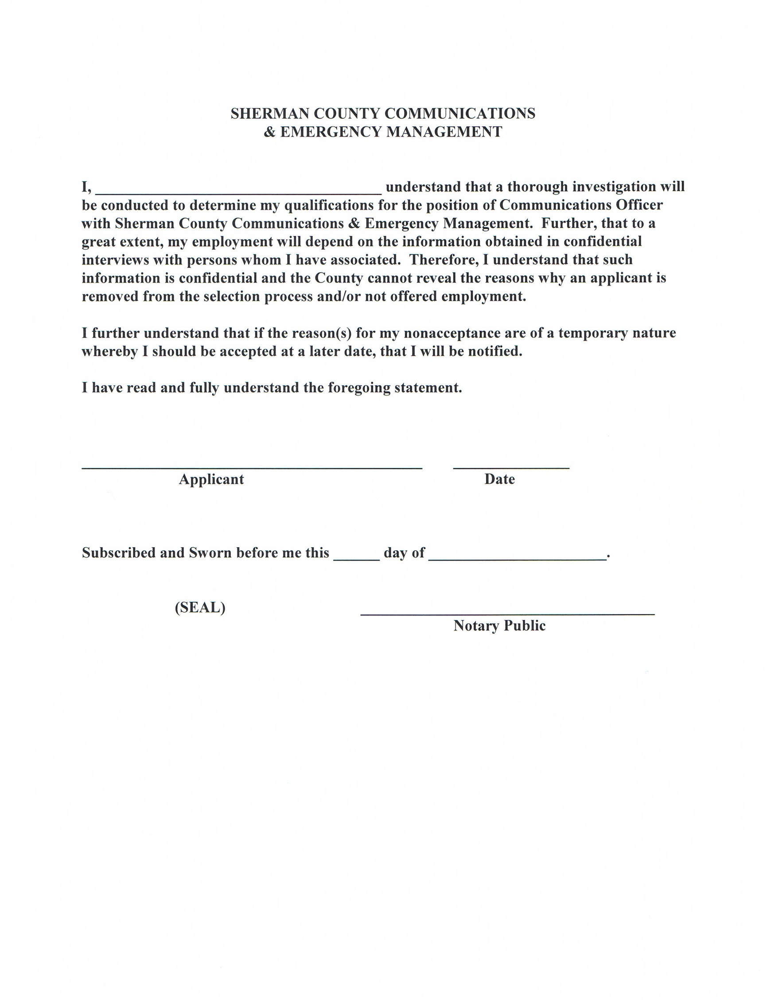 SHERMAN COUNTY COMMUNICATIONS
& EMERGENCY MANAGEMENT
I, ______________________________________ understand that a thorough investigation will
be conducted to determine my qualifications for the position of Communications Officer
with Sherman County Communications & Emergency Management. Further, that to a
great extent, my employment will depend on the information obtained in confidential
interviews with persons whom I have associated. Therefore, I understand that such
information is confidential and the County cannot reveal the reasons why an applicant is
removed from the selection process and/or not offered employment.
I further understand that if the reason(s) for my nonacceptance are of a temporary nature
whereby I should be accepted at a later date, that I will be notified.
I have read and fully understand the foregoing statement.
Applicant Date
Subscribed and Sworn before me this ______ day of _______________________.
(SEAL)
Notary Public